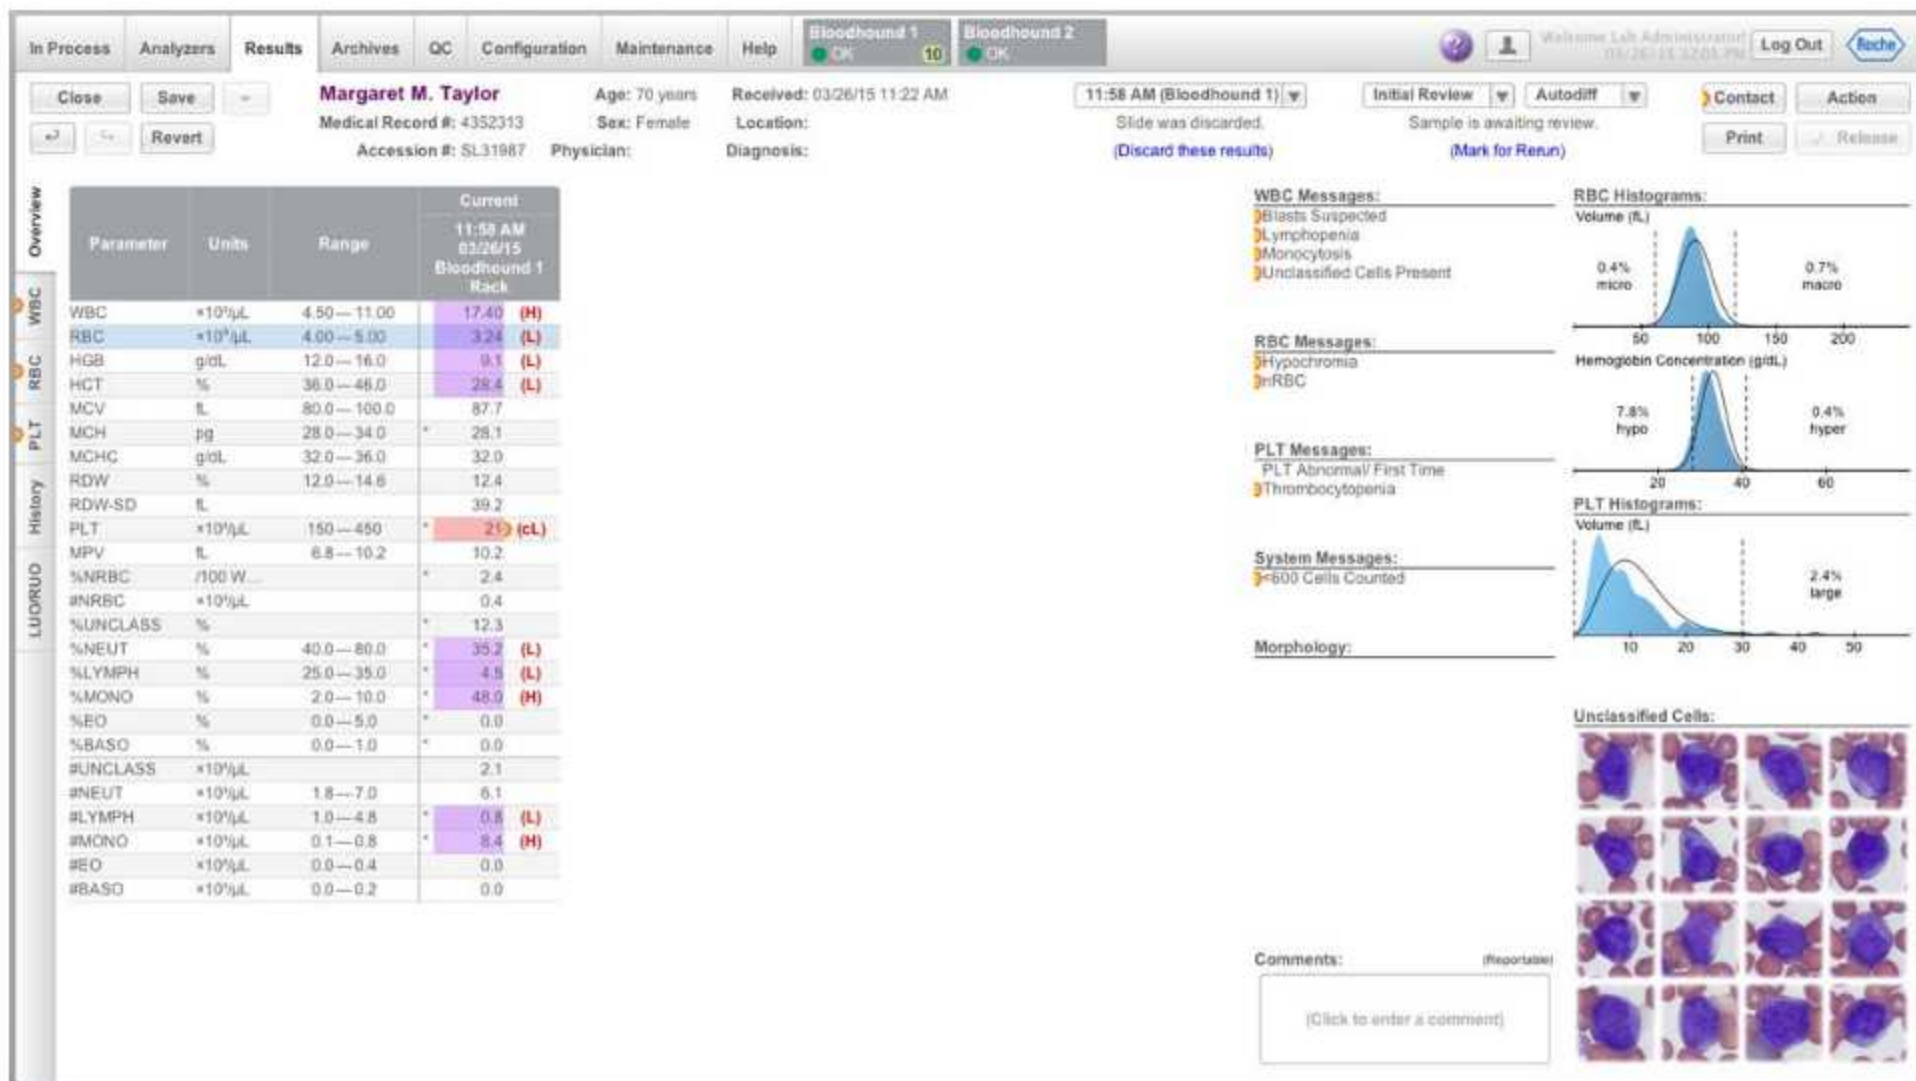 In Process Analyzers Results Archives QC Configuration Maintenance Help
Bloodhound 1
OK 10
Bloodhound 2
OK
Welcome Lab Administrator!
Log Out
Roche
Close Save
Revert
Margaret M. Taylor
Medical Record #: 4352313
Accession #: SL31987
Age: 70 years
Sex: Female
Physician:
Received: 03/26/15 11:22 AM
Location:
Diagnosis:
11:58 AM (Bloodhound 1)
Slide was discarded.
(Discard these results)
Initial Review Autodiff
Sample is awaiting review.
(Mark for Rerun)
Contact Action
Print Release
Overview
WBC
RBC
PLT
History
LUO/RUO
Parameter Units Range
Current
11:58 AM
03/26/15
Bloodhound 1
Rack
WBC ×10³/µL 4.50 — 11.00 17.40 (H)
RBC ×10⁶/µL 4.00 — 5.00 3.24 (L)
HGB g/dL 12.0 — 16.0 9.1 (L)
HCT % 36.0 — 46.0 28.4 (L)
MCV fL 80.0 — 100.0 87.7
MCH pg 28.0 — 34.0 * 28.1
MCHC g/dL 32.0 — 36.0 32.0
RDW % 12.0 — 14.6 12.4
RDW-SD fL 39.2
PLT ×10³/µL 150 — 450 * 21 (cL)
MPV fL 6.8 — 10.2 10.2
%NRBC /100 W... * 2.4
#NRBC ×10³/µL 0.4
%UNCLASS % * 12.3
%NEUT % 40.0 — 80.0 * 35.2 (L)
%LYMPH % 25.0 — 35.0 * 4.5 (L)
%MONO % 2.0 — 10.0 * 48.0 (H)
%EO % 0.0 — 5.0 * 0.0
%BASO % 0.0 — 1.0 * 0.0
#UNCLASS ×10³/µL 2.1
#NEUT ×10³/µL 1.8 — 7.0 6.1
#LYMPH ×10³/µL 1.0 — 4.8 * 0.8 (L)
#MONO ×10³/µL 0.1 — 0.8 * 8.4 (H)
#EO ×10³/µL 0.0 — 0.4 0.0
#BASO ×10³/µL 0.0 — 0.2 0.0
WBC Messages:
Blasts Suspected
Lymphopenia
Monocytosis
Unclassified Cells Present
RBC Messages:
Hypochromia
nRBC
PLT Messages:
PLT Abnormal/ First Time
Thrombocytopenia
System Messages:
<600 Cells Counted
Morphology:
Comments: (Reportable)
(Click to enter a comment)
RBC Histograms:
Volume (fL)
0.4% micro
0.7% macro
50 100 150 200
Hemoglobin Concentration (g/dL)
7.8% hypo
0.4% hyper
20 40 60
PLT Histograms:
Volume (fL)
2.4% large
10 20 30 40 50
Unclassified Cells: